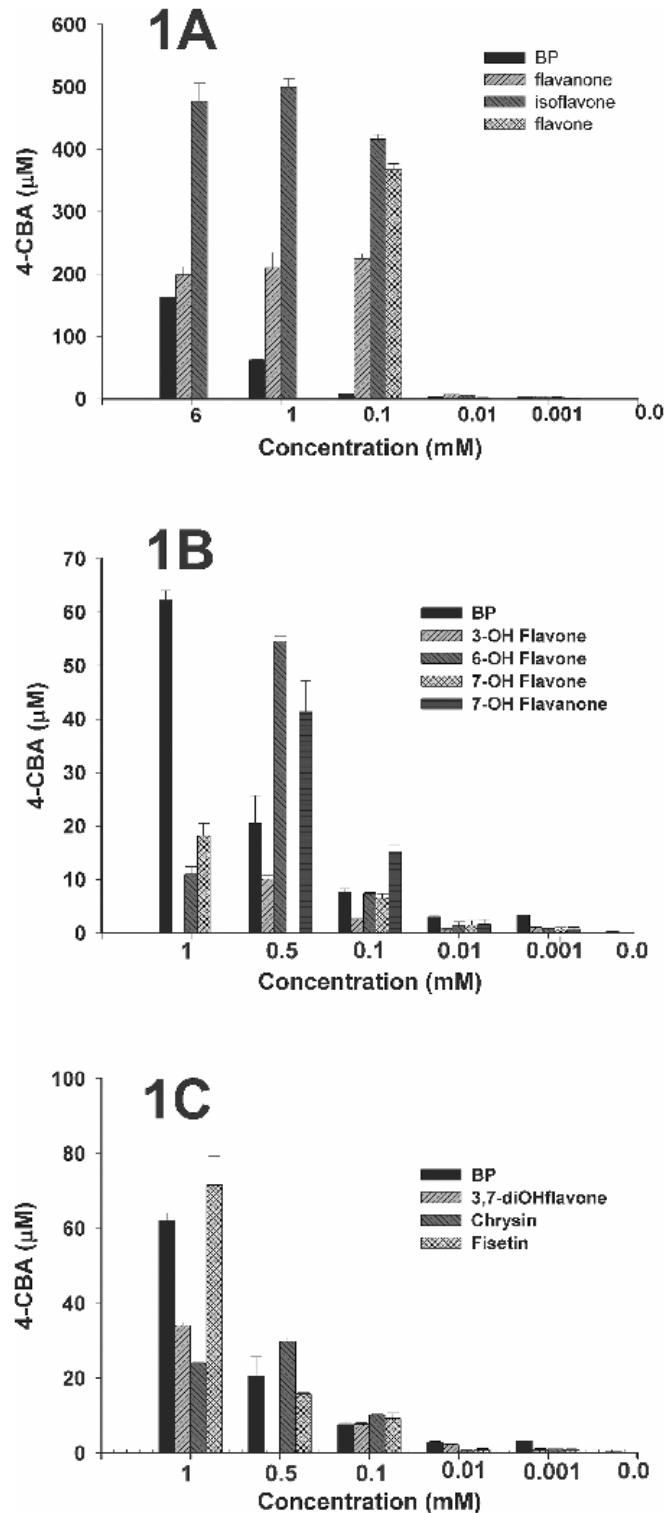 1A
600
500
400
300
200
100
0
4-CBA (µM)
BP
flavanone
isoflavone
flavone
6 1 0.1 0.01 0.001 0.0
Concentration (mM)
1B
70
60
50
40
30
20
10
0
4-CBA (µM)
BP
3-OH Flavone
6-OH Flavone
7-OH Flavone
7-OH Flavanone
1 0.5 0.1 0.01 0.001 0.0
Concentration (mM)
1C
100
80
60
40
20
0
4-CBA (µM)
BP
3,7-diOHflavone
Chrysin
Fisetin
1 0.5 0.1 0.01 0.001 0.0
Concentration (mM)